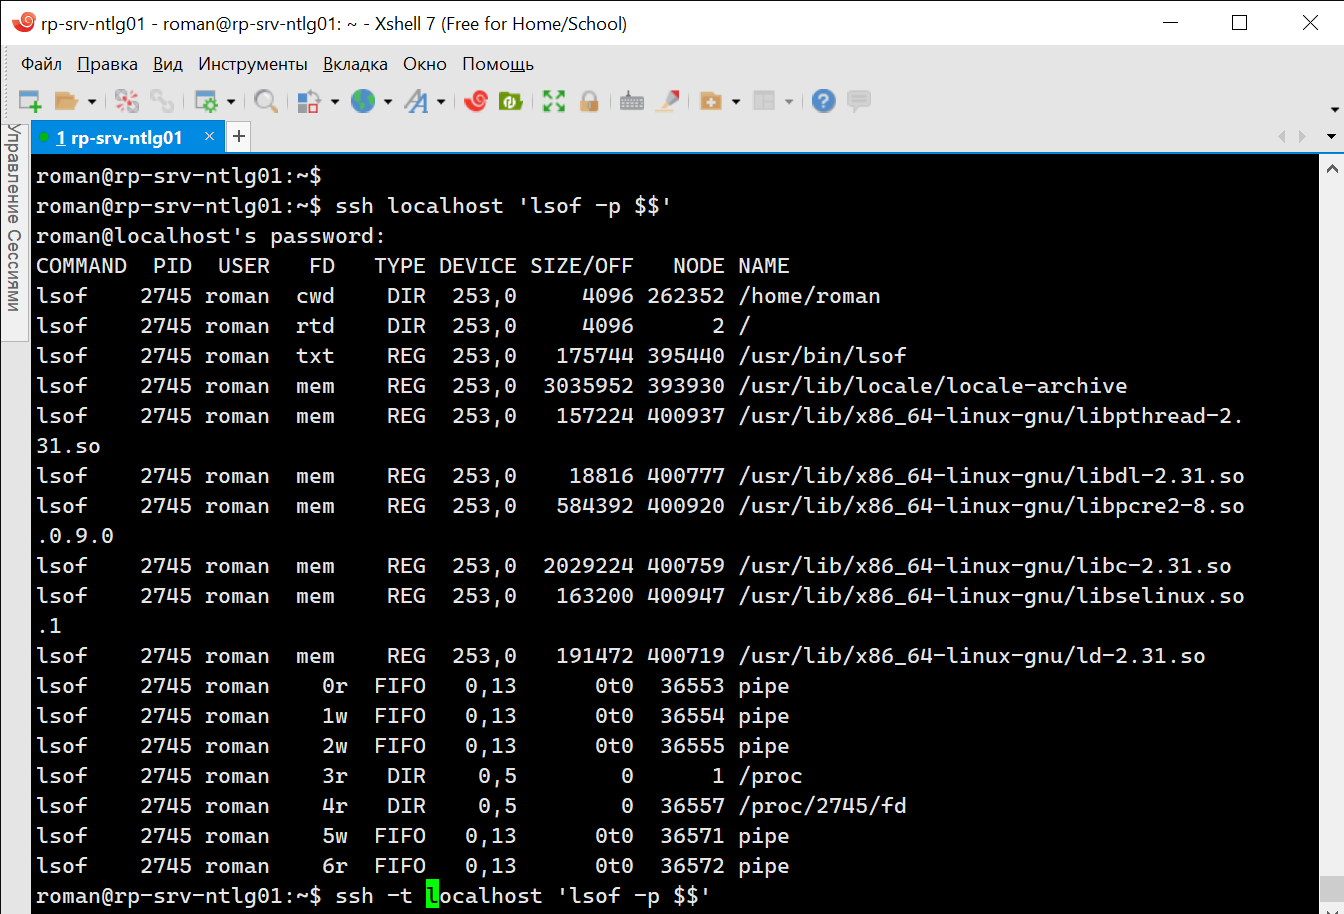 rp-srv-ntlg01 - roman@rp-srv-ntlg01: ~ - Xshell 7 (Free for Home/School)
Файл Правка Вид Инструменты Вкладка Окно Помощь
1 rp-srv-ntlg01 × +
Управление Сессиями
roman@rp-srv-ntlg01:~$
roman@rp-srv-ntlg01:~$ ssh localhost 'lsof -p $$'
roman@localhost's password:
COMMAND  PID  USER   FD   TYPE DEVICE SIZE/OFF   NODE NAME
lsof    2745 roman  cwd    DIR  253,0     4096 262352 /home/roman
lsof    2745 roman  rtd    DIR  253,0     4096      2 /
lsof    2745 roman  txt    REG  253,0   175744 395440 /usr/bin/lsof
lsof    2745 roman  mem    REG  253,0  3035952 393930 /usr/lib/locale/locale-archive
lsof    2745 roman  mem    REG  253,0   157224 400937 /usr/lib/x86_64-linux-gnu/libpthread-2.
31.so
lsof    2745 roman  mem    REG  253,0    18816 400777 /usr/lib/x86_64-linux-gnu/libdl-2.31.so
lsof    2745 roman  mem    REG  253,0   584392 400920 /usr/lib/x86_64-linux-gnu/libpcre2-8.so
.0.9.0
lsof    2745 roman  mem    REG  253,0  2029224 400759 /usr/lib/x86_64-linux-gnu/libc-2.31.so
lsof    2745 roman  mem    REG  253,0   163200 400947 /usr/lib/x86_64-linux-gnu/libselinux.so
.1
lsof    2745 roman  mem    REG  253,0   191472 400719 /usr/lib/x86_64-linux-gnu/ld-2.31.so
lsof    2745 roman    0r  FIFO   0,13      0t0  36553 pipe
lsof    2745 roman    1w  FIFO   0,13      0t0  36554 pipe
lsof    2745 roman    2w  FIFO   0,13      0t0  36555 pipe
lsof    2745 roman    3r   DIR    0,5        0      1 /proc
lsof    2745 roman    4r   DIR    0,5        0  36557 /proc/2745/fd
lsof    2745 roman    5w  FIFO   0,13      0t0  36571 pipe
lsof    2745 roman    6r  FIFO   0,13      0t0  36572 pipe
roman@rp-srv-ntlg01:~$ ssh -t localhost 'lsof -p $$'